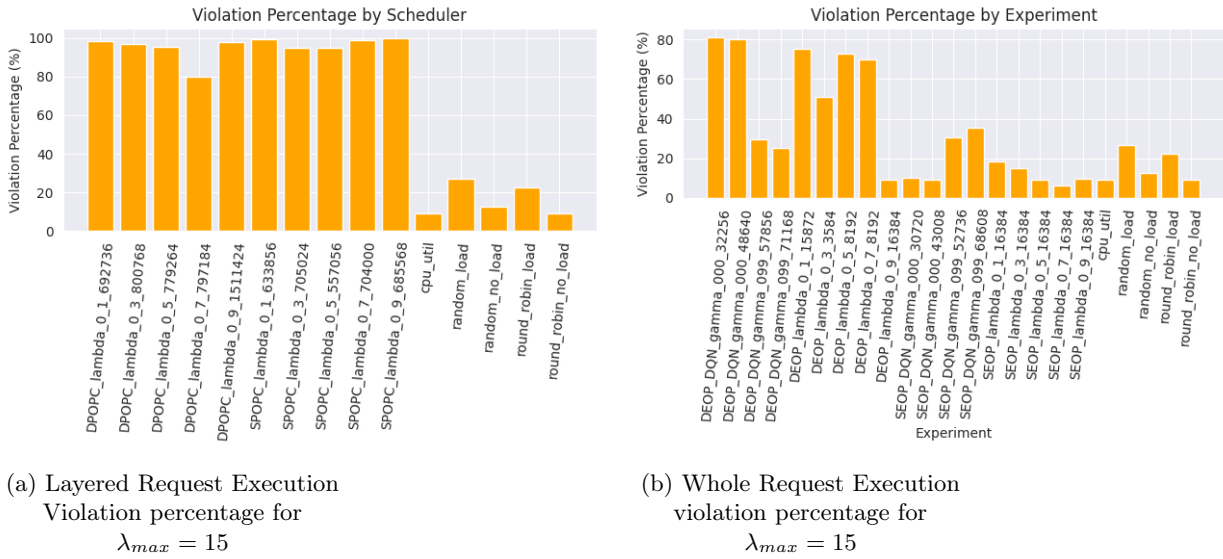 Violation Percentage by Scheduler
Violation Percentage (%)
100
80
60
40
20
0
DPOPC_lambda_0_1_692736
DPOPC_lambda_0_3_800768
DPOPC_lambda_0_5_779264
DPOPC_lambda_0_7_797184
DPOPC_lambda_0_9_1511424
SPOPC_lambda_0_1_633856
SPOPC_lambda_0_3_705024
SPOPC_lambda_0_5_557056
SPOPC_lambda_0_7_704000
SPOPC_lambda_0_9_685568
cpu_util
random_load
random_no_load
round_robin_load
round_robin_no_load
(a) Layered Request Execution
Violation percentage for
λmax = 15
Violation Percentage by Experiment
Violation Percentage (%)
80
60
40
20
0
DEOP_DQN_gamma_000_32256
DEOP_DQN_gamma_000_48640
DEOP_DQN_gamma_099_57856
DEOP_DQN_gamma_099_71168
DEOP_lambda_0_1_15872
DEOP_lambda_0_3_3584
DEOP_lambda_0_5_8192
DEOP_lambda_0_7_8192
DEOP_lambda_0_9_16384
SEOP_DQN_gamma_000_30720
SEOP_DQN_gamma_000_43008
SEOP_DQN_gamma_099_52736
SEOP_DQN_gamma_099_68608
SEOP_lambda_0_1_16384
SEOP_lambda_0_3_16384
SEOP_lambda_0_5_16384
SEOP_lambda_0_7_16384
SEOP_lambda_0_9_16384
cpu_util
random_load
random_no_load
round_robin_load
round_robin_no_load
Experiment
(b) Whole Request Execution
violation percentage for
λmax = 15